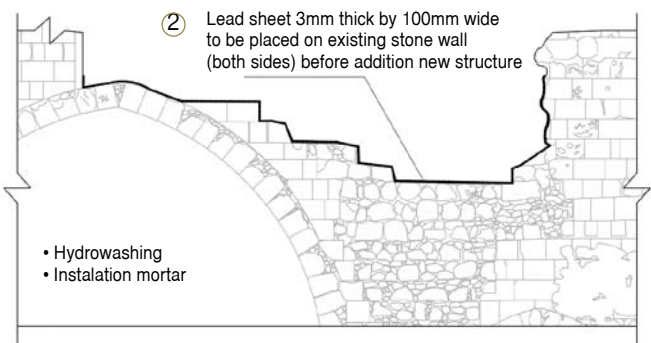 ② Lead sheet 3mm thick by 100mm wide
to be placed on existing stone wall
(both sides) before addition new structure
• Hydrowashing
• Instalation mortar